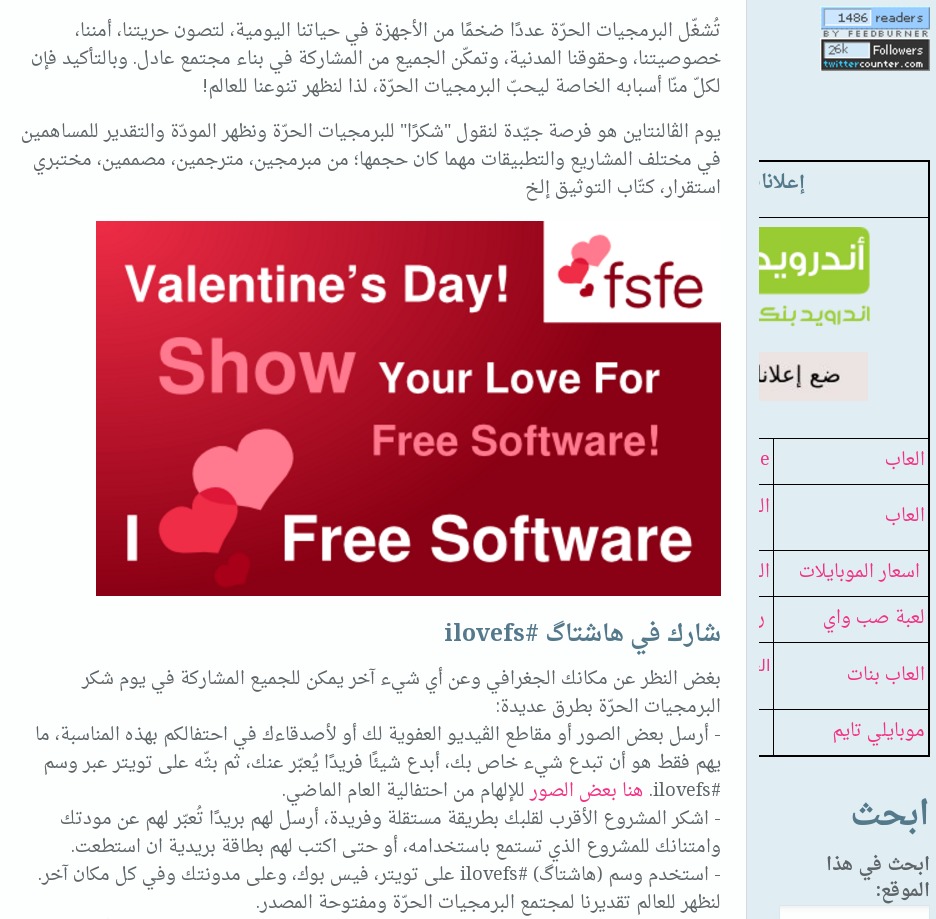 تُشغّل البرمجيات الحرّة عددًا ضخمًا من الأجهزة في حياتنا اليومية، لتصون حريتنا، أمننا،
خصوصيتنا، وحقوقنا المدنية، وتمكّن الجميع من المشاركة في بناء مجتمع عادل. وبالتأكيد فإن
لكلّ منّا أسبابه الخاصة ليحبّ البرمجيات الحرّة، لذا لنظهر تنوعنا للعالم!
يوم الڤالنتاين هو فرصة جيّدة لنقول "شكرًا" للبرمجيات الحرّة ونظهر المودّة والتقدير للمساهمين
في مختلف المشاريع والتطبيقات مهما كان حجمها؛ من مبرمجين، مترجمين، مصممين، مختبري
استقرار، كتّاب التوثيق إلخ
Valentine's Day!
fsfe
Show Your Love For
Free Software!
I Free Software
شارك في هاشتاگ #ilovefs
بغض النظر عن مكانك الجغرافي وعن أي شيء آخر يمكن للجميع المشاركة في يوم شكر
البرمجيات الحرّة بطرق عديدة:
- أرسل بعض الصور أو مقاطع الڤيديو العفوية لك أو لأصدقاءك في احتفالكم بهذه المناسبة، ما
يهم فقط هو أن تبدع شيء خاص بك، أبدع شيئًا فريدًا يُعبّر عنك، ثم بثّه على تويتر عبر وسم
#ilovefs. هنا بعض الصور للإلهام من احتفالية العام الماضي.
- اشكر المشروع الأقرب لقلبك بطريقة مستقلة وفريدة، أرسل لهم بريدًا تُعبّر لهم عن مودتك
وامتنانك للمشروع الذي تستمع باستخدامه، أو حتى اكتب لهم بطاقة بريدية ان استطعت.
- استخدم وسم (هاشتاگ) #ilovefs على تويتر، فيس بوك، وعلى مدونتك وفي كل مكان آخر.
لنظهر للعالم تقديرنا لمجتمع البرمجيات الحرّة ومفتوحة المصدر.
1486 readers
BY FEEDBURNER
26k Followers
twittercounter.com
إعلانا
أندرويد
اندرويد بنك
ضع إعلانا
العاب
e
العاب
ال
اسعار الموبايلات
ال
لعبة صب واي
ر
العاب بنات
ال
موبايلي تايم
ابحث
ابحث في هذا
الموقع: